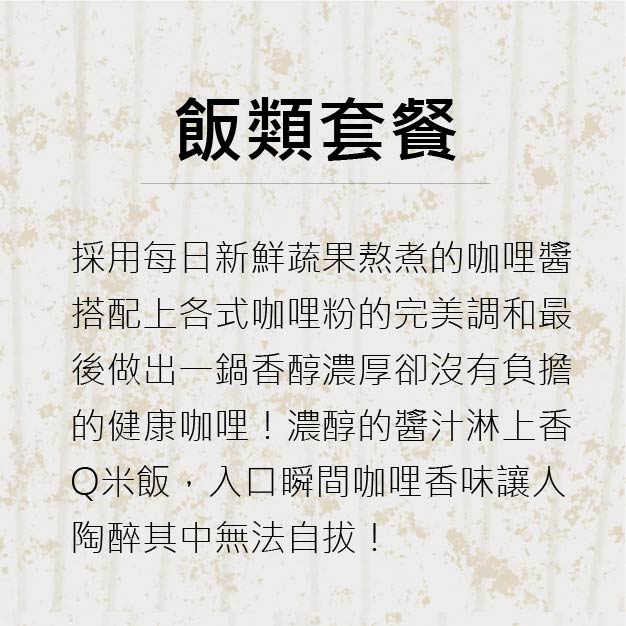 飯類套餐
採用每日新鮮蔬果熬煮的咖哩醬
搭配上各式咖哩粉的完美調和最
後做出一鍋香醇濃厚卻沒有負擔
的健康咖哩！濃醇的醬汁淋上香
Q米飯，入口瞬間咖哩香味讓人
陶醉其中無法自拔！